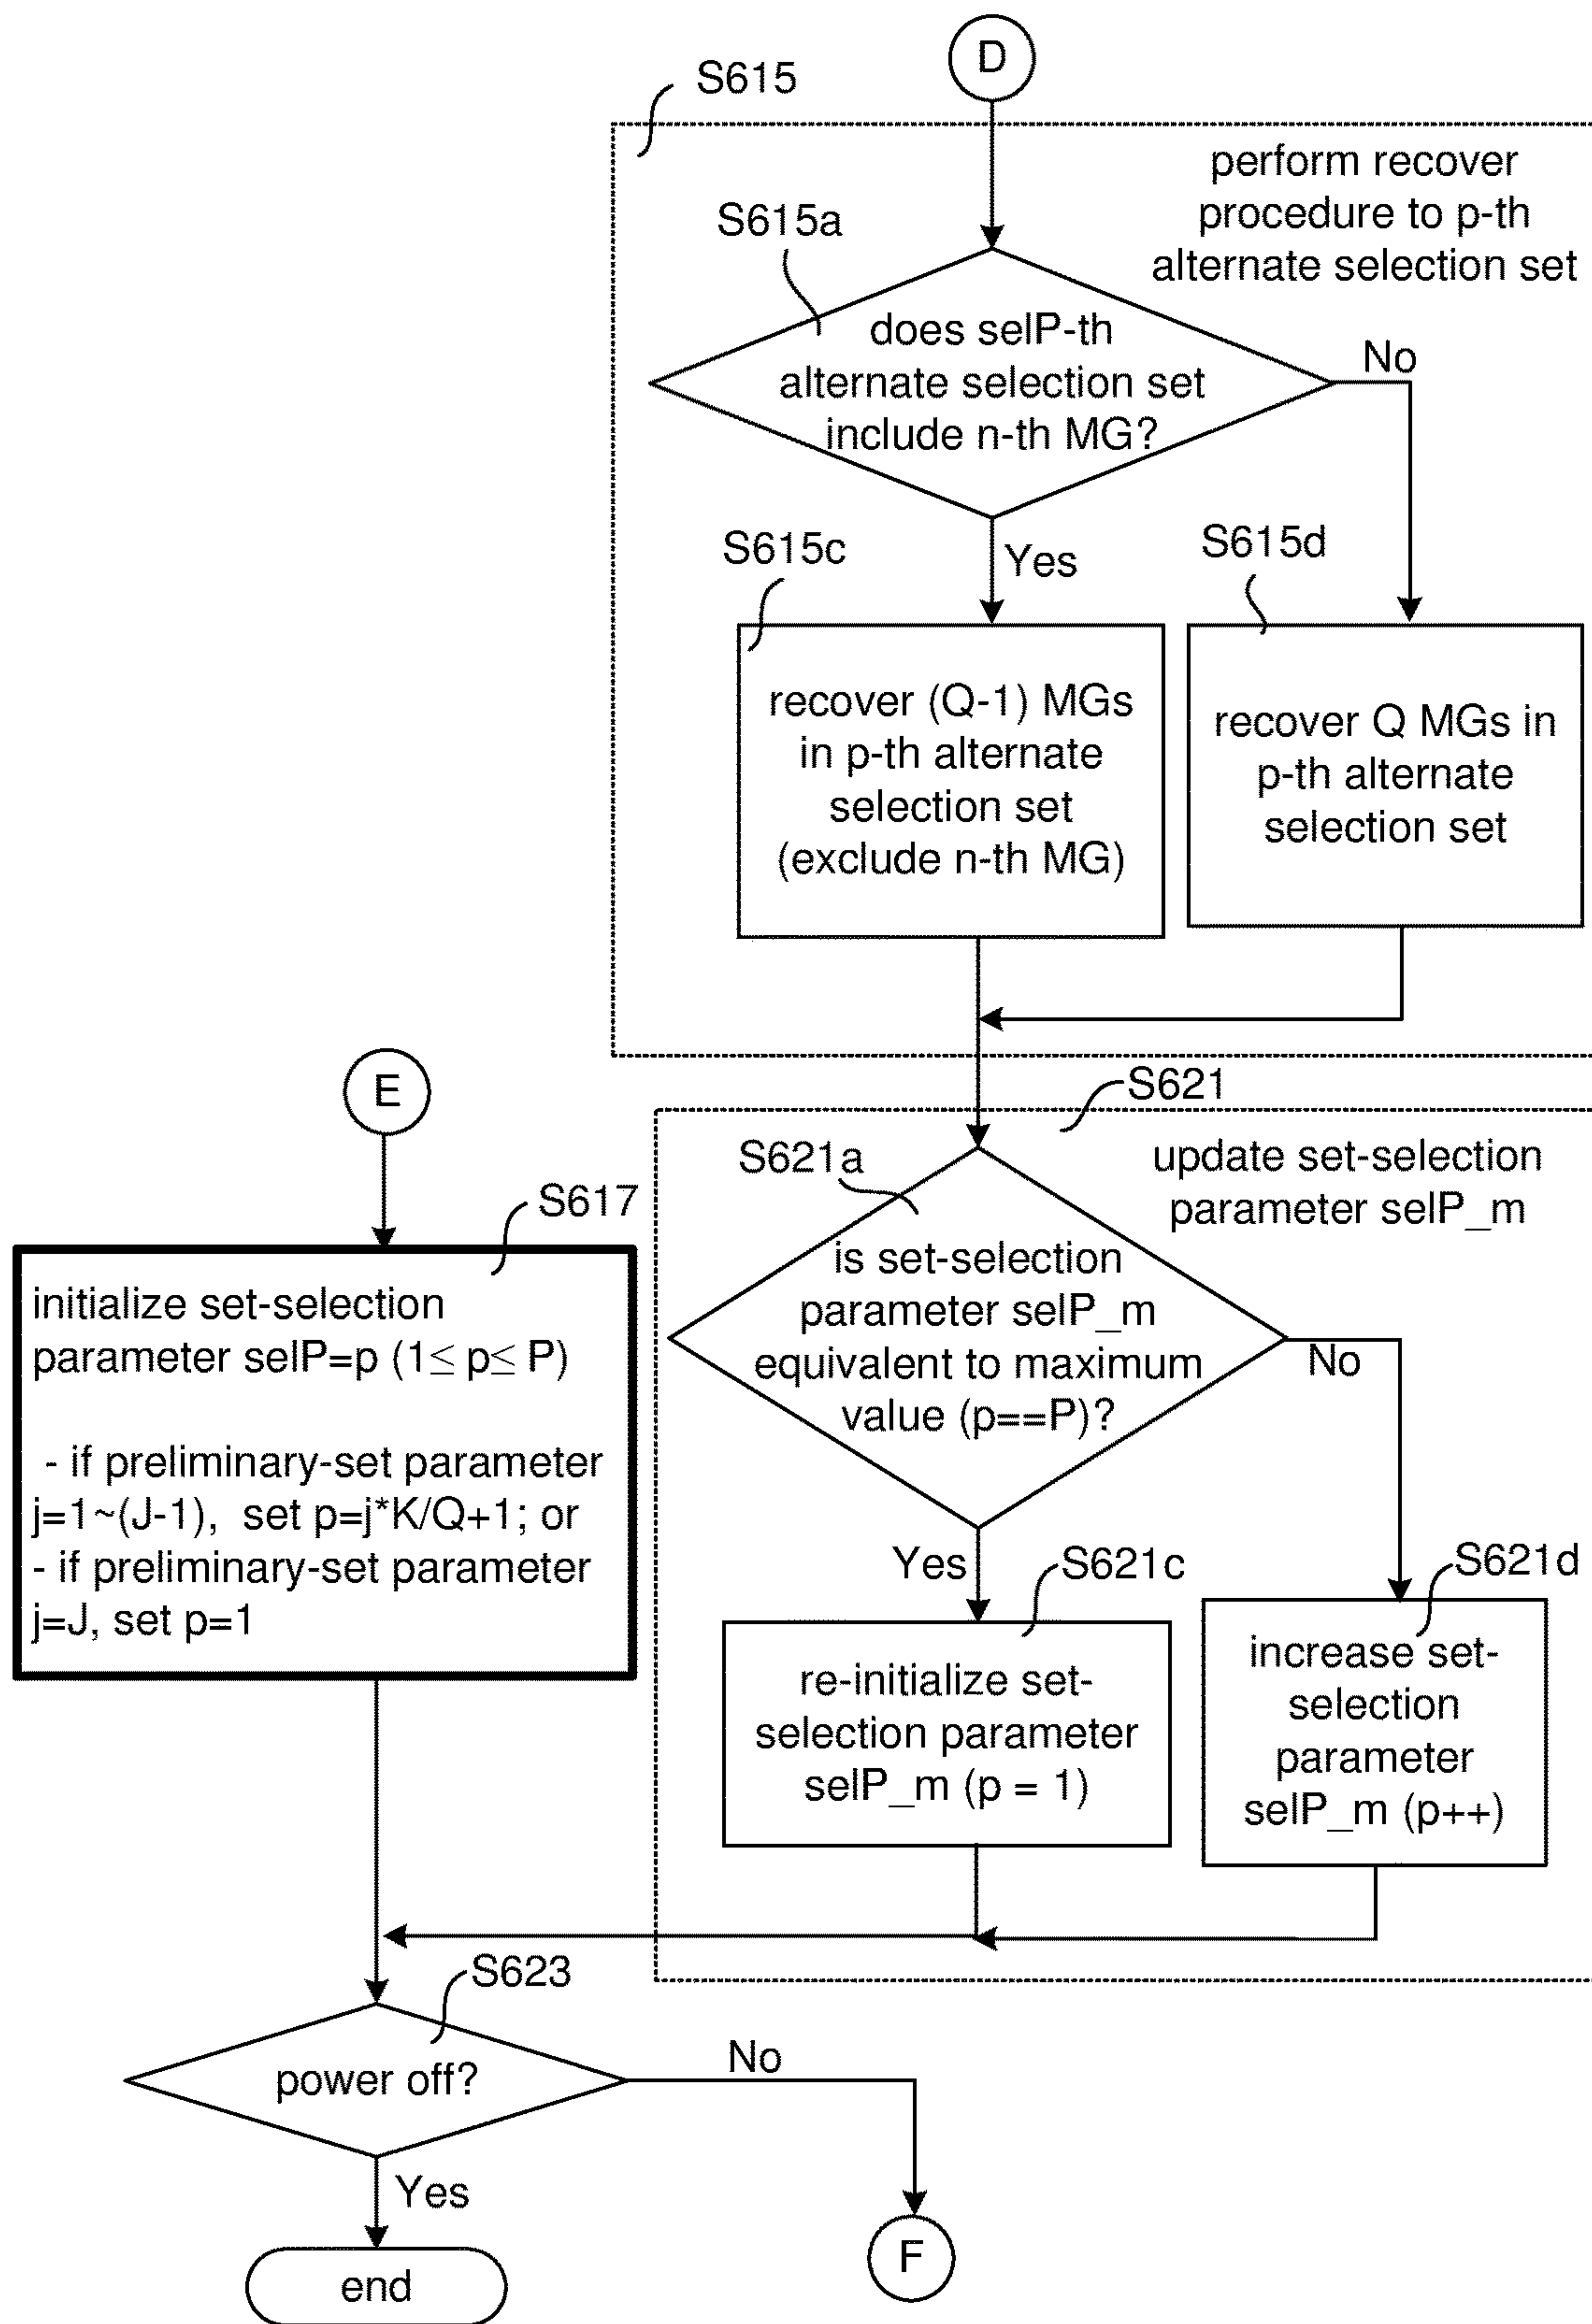 D
S615
perform recover
procedure to p-th
alternate selection set
S615a
does selP-th
alternate selection set
include n-th MG?
No
Yes
S615c
S615d
recover (Q-1) MGs
in p-th alternate
selection set
(exclude n-th MG)
recover Q MGs in
p-th alternate
selection set
E
S621
S621a
update set-selection
parameter selP_m
S617
is set-selection
parameter selP_m
equivalent to maximum
value (p==P)?
No
initialize set-selection
parameter selP=p (1≤ p≤ P)
- if preliminary-set parameter
j=1~(J-1), set p=j*K/Q+1; or
- if preliminary-set parameter
j=J, set p=1
Yes
S621c
S621d
re-initialize set-
selection parameter
selP_m (p = 1)
increase set-
selection
parameter
selP_m (p++)
S623
power off?
No
Yes
F
end